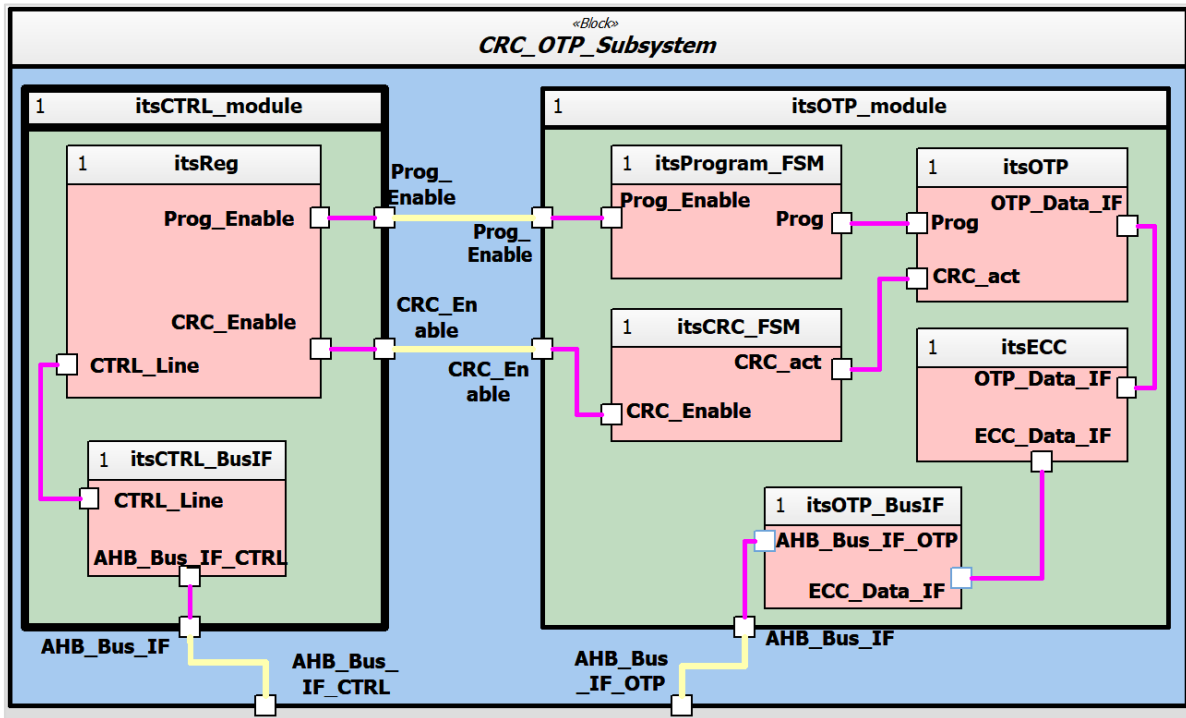 «Block»
CRC_OTP_Subsystem
1 itsCTRL_module
1 itsReg
Prog_Enable
CRC_Enable
CTRL_Line
1 itsCTRL_BusIF
CTRL_Line
AHB_Bus_IF_CTRL
AHB_Bus_IF
AHB_Bus_
IF_CTRL
Prog_
Enable
Prog_
Enable
CRC_En
able
CRC_En
able
1 itsOTP_module
1 itsProgram_FSM
Prog_Enable
Prog
1 itsOTP
OTP_Data_IF
Prog
CRC_act
1 itsCRC_FSM
CRC_act
CRC_Enable
1 itsECC
OTP_Data_IF
ECC_Data_IF
1 itsOTP_BusIF
AHB_Bus_IF_OTP
ECC_Data_IF
AHB_Bus_IF
AHB_Bus
_IF_OTP